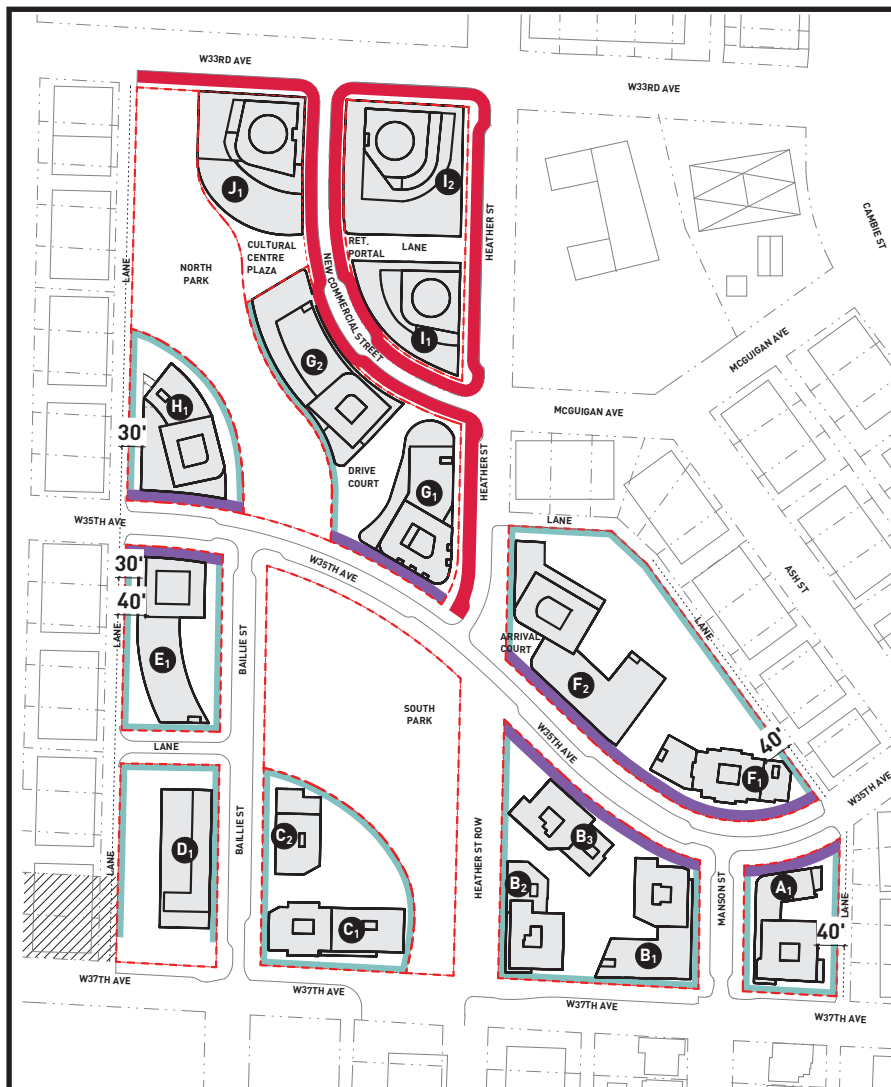 W33RD AVE
W33RD AVE
J1
I2
CULTURAL
CENTRE
PLAZA
RET.
PORTAL
LANE
HEATHER ST
CAMBIE ST
LANE
NORTH
PARK
NEW COMMERCIAL STREET
I1
G2
MCGUIGAN AVE
MCGUIGAN AVE
H1
30'
DRIVE
COURT
G1
HEATHER ST
W35TH AVE
LANE
W35TH AVE
30'
40'
LANE
E1
BAILLIE ST
ARRIVAL
COURT
F2
LANE
ASH ST
SOUTH
PARK
W35TH AVE
40'
F1
W35TH AVE
LANE
LANE
D1
BAILLIE ST
C2
C1
HEATHER ST ROW
B3
B2
B1
MANSON ST
A1
40'
LANE
W37TH AVE
W37TH AVE
W37TH AVE
W37TH AVE